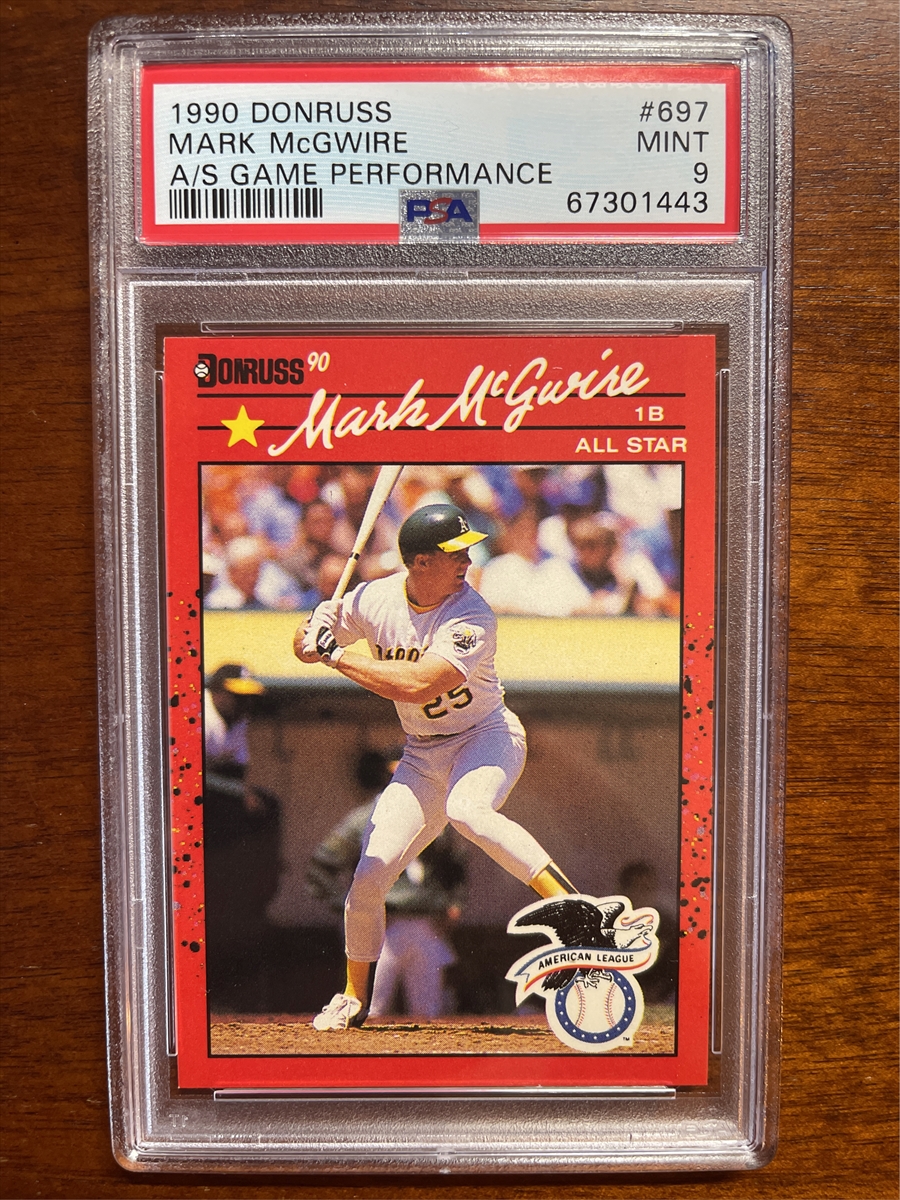 1990 DONRUSS #697
MARK McGWIRE MINT
A/S GAME PERFORMANCE 9
67301443
PSA
DONRUSS 90
Mark McGwire
1B
ALL STAR
A's
25
AMERICAN LEAGUE
TM